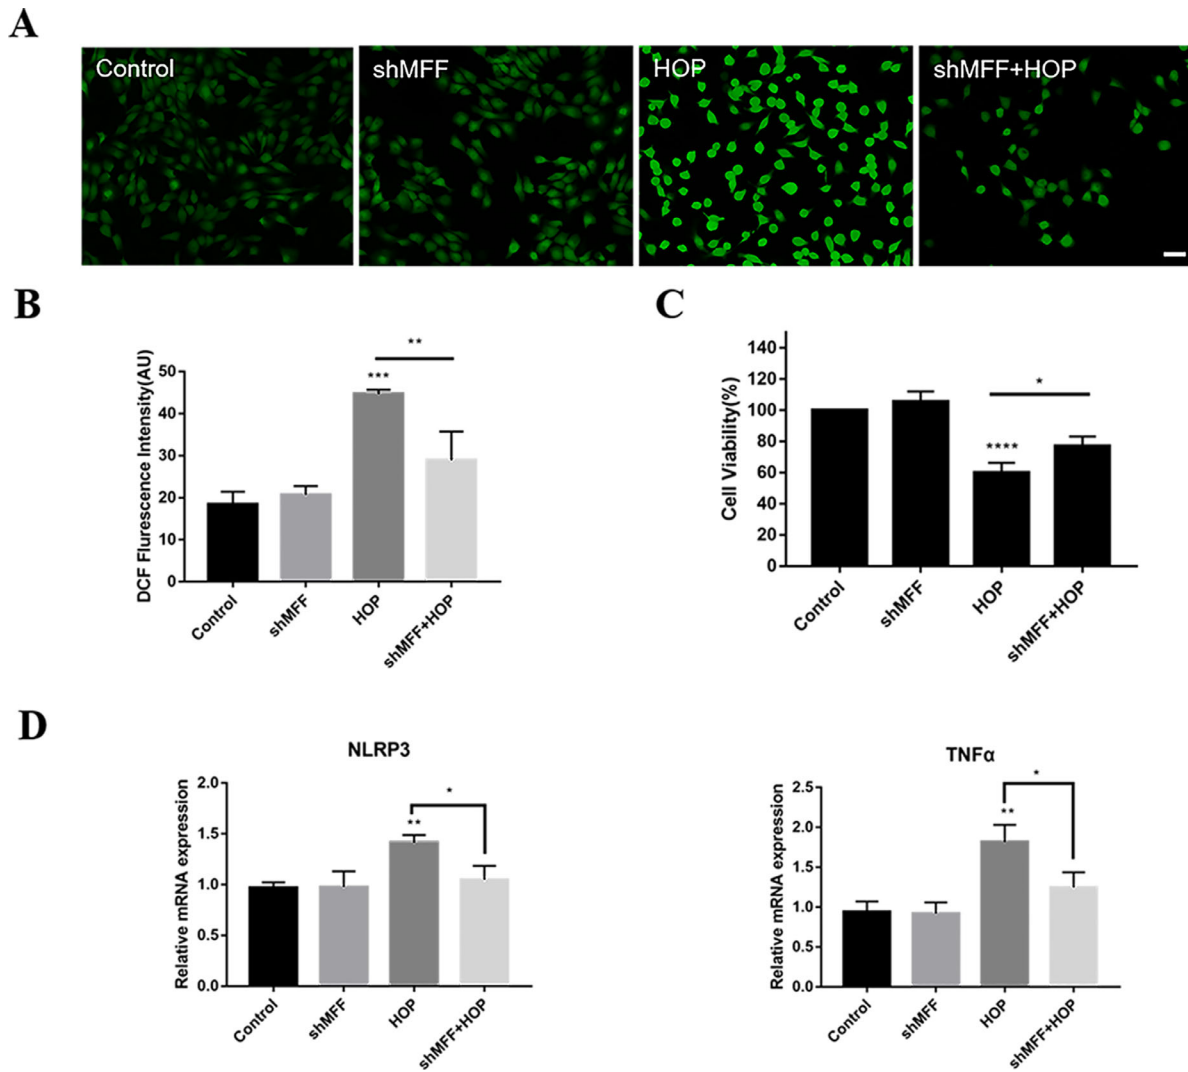 A
Control
shMFF
HOP
shMFF+HOP
B
DCF Flurescence Intensity(AU)
50
40
30
20
10
0
***
**
Control
shMFF
HOP
shMFF+HOP
C
Cell Viability(%)
140
120
100
80
60
40
20
0
****
*
Control
shMFF
HOP
shMFF+HOP
D
NLRP3
Relative mRNA expression
2.0
1.5
1.0
0.5
0.0
**
*
Control
shMFF
HOP
shMFF+HOP
TNFα
Relative mRNA expression
2.5
2.0
1.5
1.0
0.5
0.0
**
*
Control
shMFF
HOP
shMFF+HOP